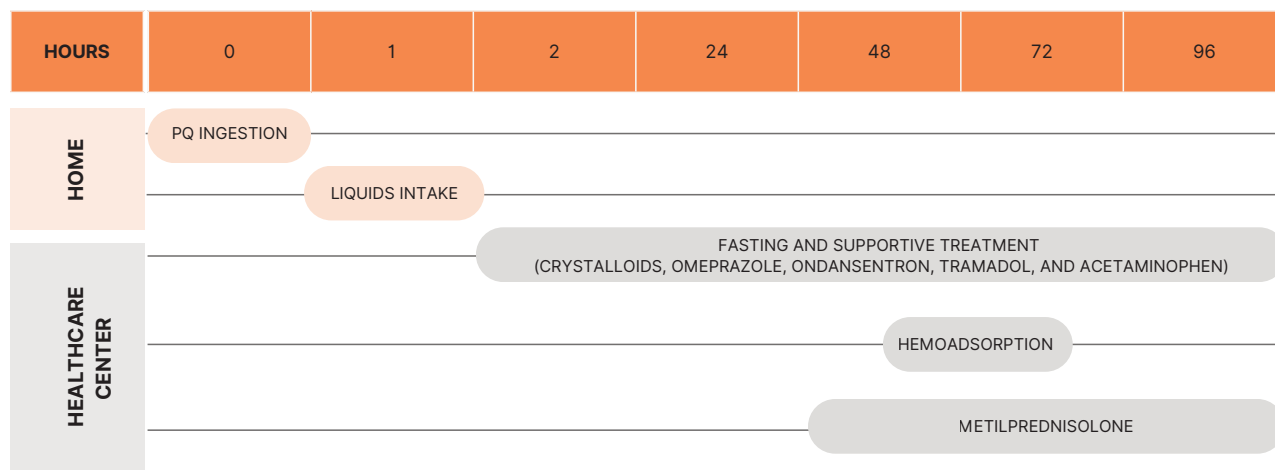 HOURS 0 1 2 24 48 72 96
HOME
PQ INGESTION
LIQUIDS INTAKE
HEALTHCARE
CENTER
FASTING AND SUPPORTIVE TREATMENT
(CRYSTALLOIDS, OMEPRAZOLE, ONDANSENTRON, TRAMADOL, AND ACETAMINOPHEN)
HEMOADSORPTION
METILPREDNISOLONE